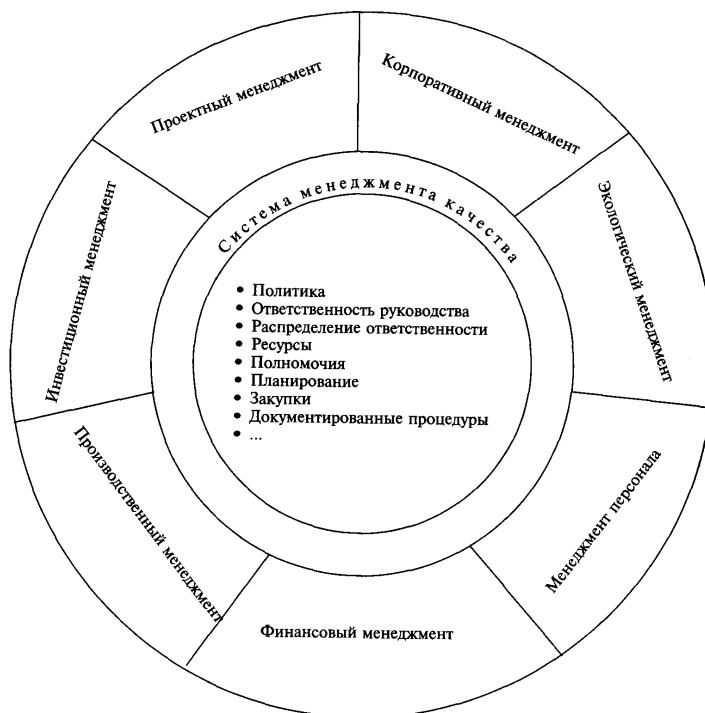 Проектный менеджмент
Корпоративный менеджмент
Экологический менеджмент
Менеджмент персонала
Финансовый менеджмент
Производственный менеджмент
Инвестиционный менеджмент
Система менеджмента качества
• Политика
• Ответственность руководства
• Распределение ответственности
• Ресурсы
• Полномочия
• Планирование
• Закупки
• Документированные процедуры
• ...